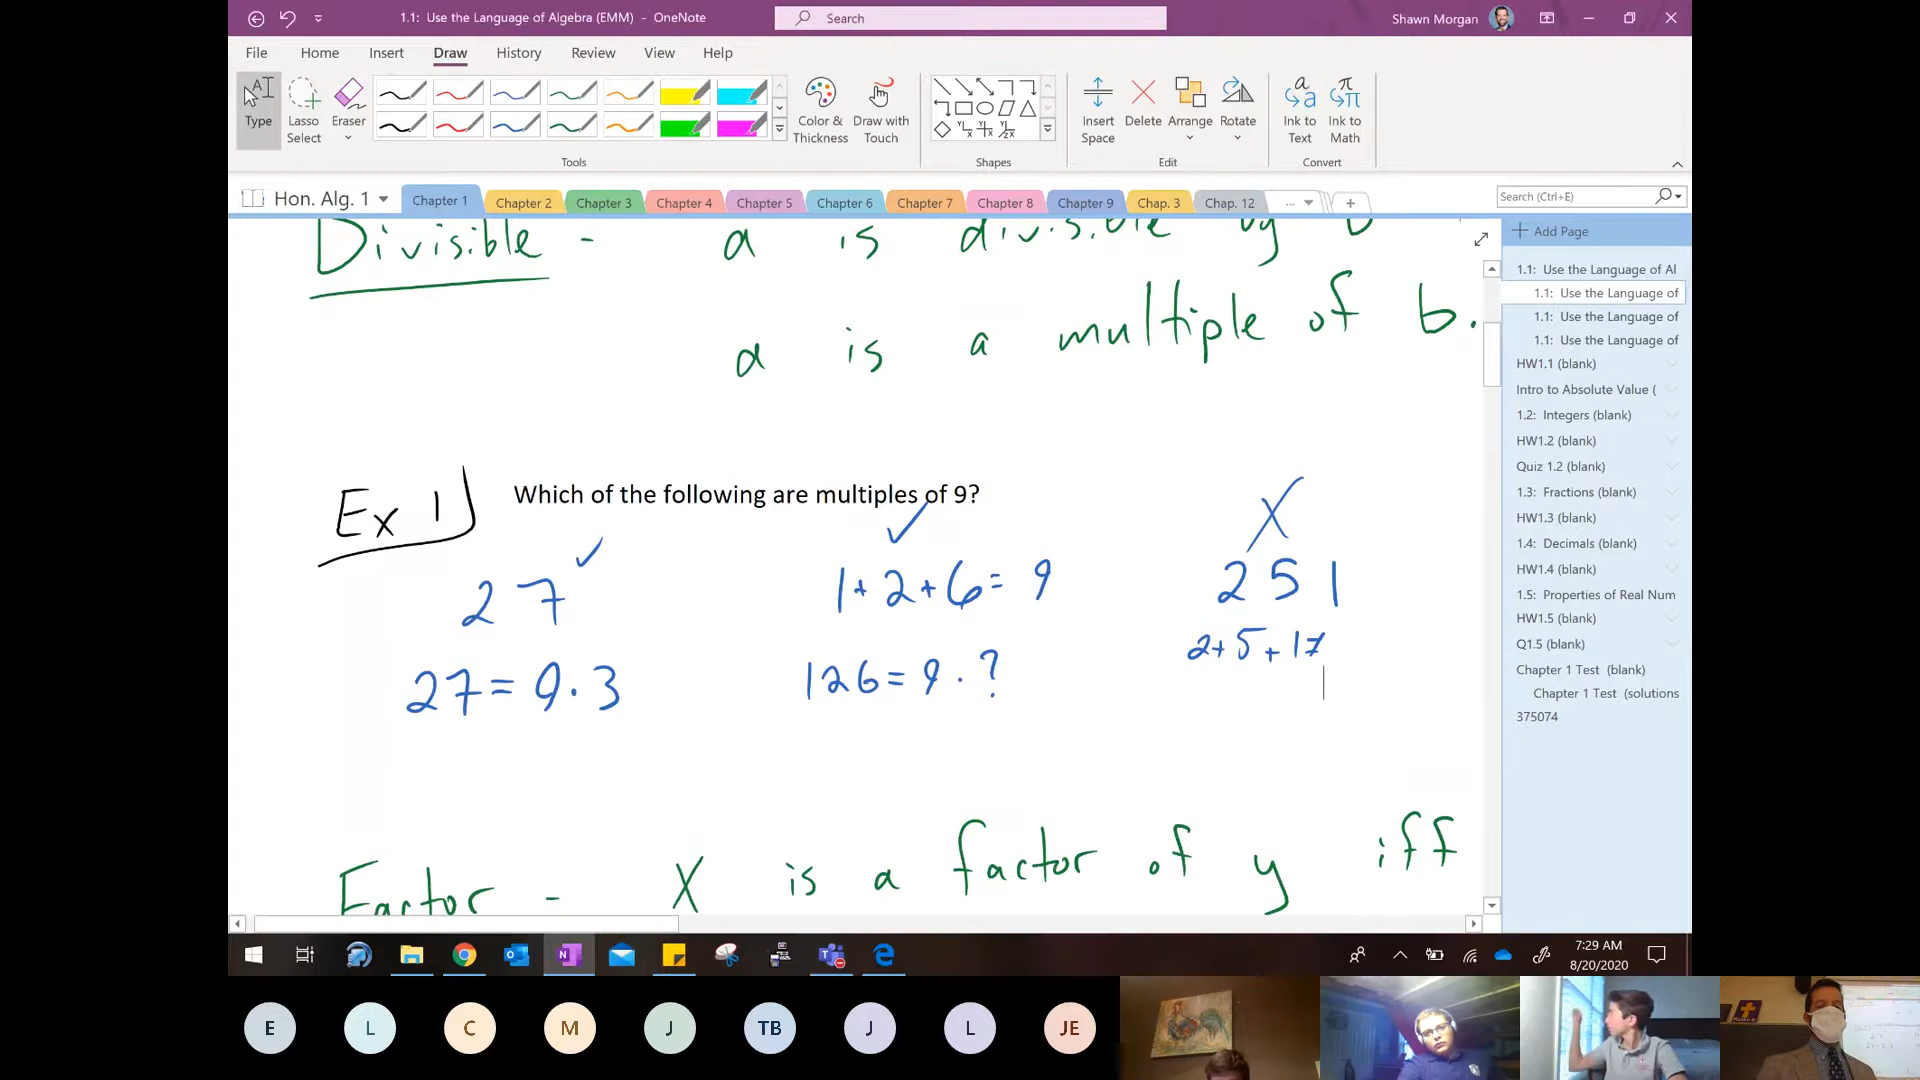 1.1: Use the Language of Algebra (EMM) - OneNote
Search
Shawn Morgan
File Home Insert Draw History Review View Help
Type
Lasso Select
Eraser
Color & Thickness
Draw with Touch
Insert Space
Delete
Arrange
Rotate
Ink to Text
Ink to Math
Tools
Shapes
Edit
Convert
Hon. Alg. 1
Chapter 1 Chapter 2 Chapter 3 Chapter 4 Chapter 5 Chapter 6 Chapter 7 Chapter 8 Chapter 9 Chap. 3 Chap. 12 ...
Search (Ctrl+E)
Divisible - a is divisible by b
a is a multiple of b.
Ex 1
Which of the following are multiples of 9?
27 ✓
27 = 9 · 3
✓
1+2+6= 9
126 = 9 · ?
X
251
2+5+1≠
Factor - X is a factor of y iff
Add Page
1.1: Use the Language of Al
1.1: Use the Language of
1.1: Use the Language of
1.1: Use the Language of
HW1.1 (blank)
Intro to Absolute Value (
1.2: Integers (blank)
HW1.2 (blank)
Quiz 1.2 (blank)
1.3: Fractions (blank)
HW1.3 (blank)
1.4: Decimals (blank)
HW1.4 (blank)
1.5: Properties of Real Num
HW1.5 (blank)
Q1.5 (blank)
Chapter 1 Test (blank)
Chapter 1 Test (solutions
375074
7:29 AM
8/20/2020
E L C M J TB J L JE